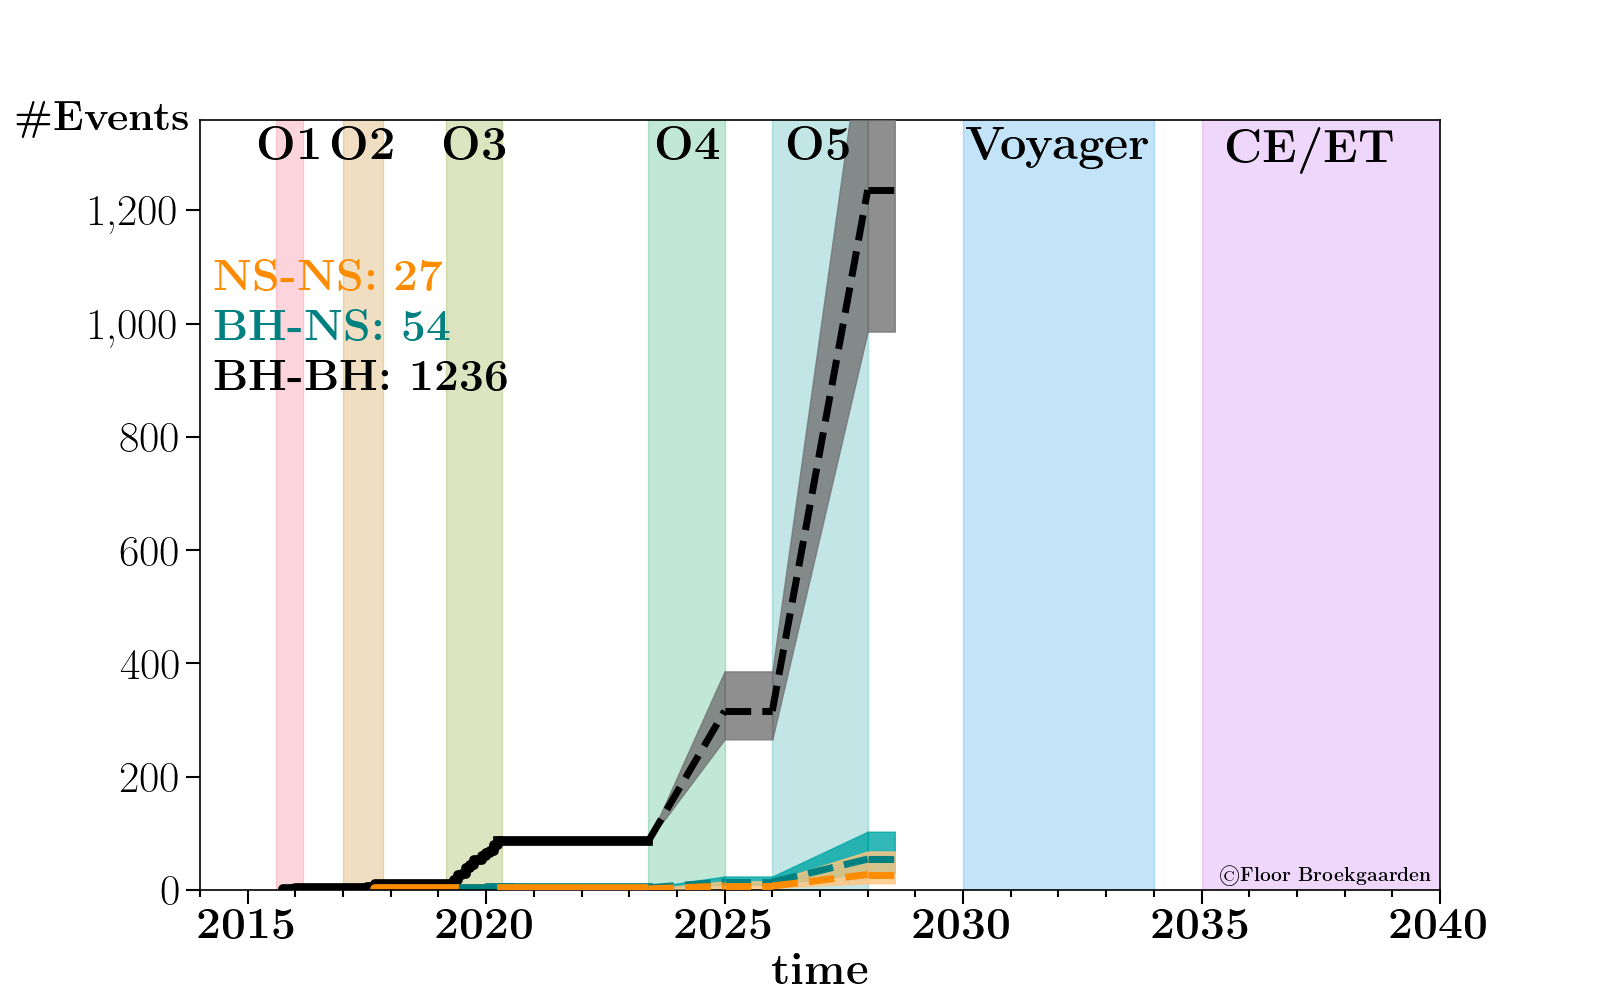 #Events
O1 O2 O3 O4 O5 Voyager CE/ET
1,200
NS-NS: 27
1,000
BH-NS: 54
BH-BH: 1236
800
600
400
200
0
©Floor Broekgaarden
2015 2020 2025 2030 2035 2040
time